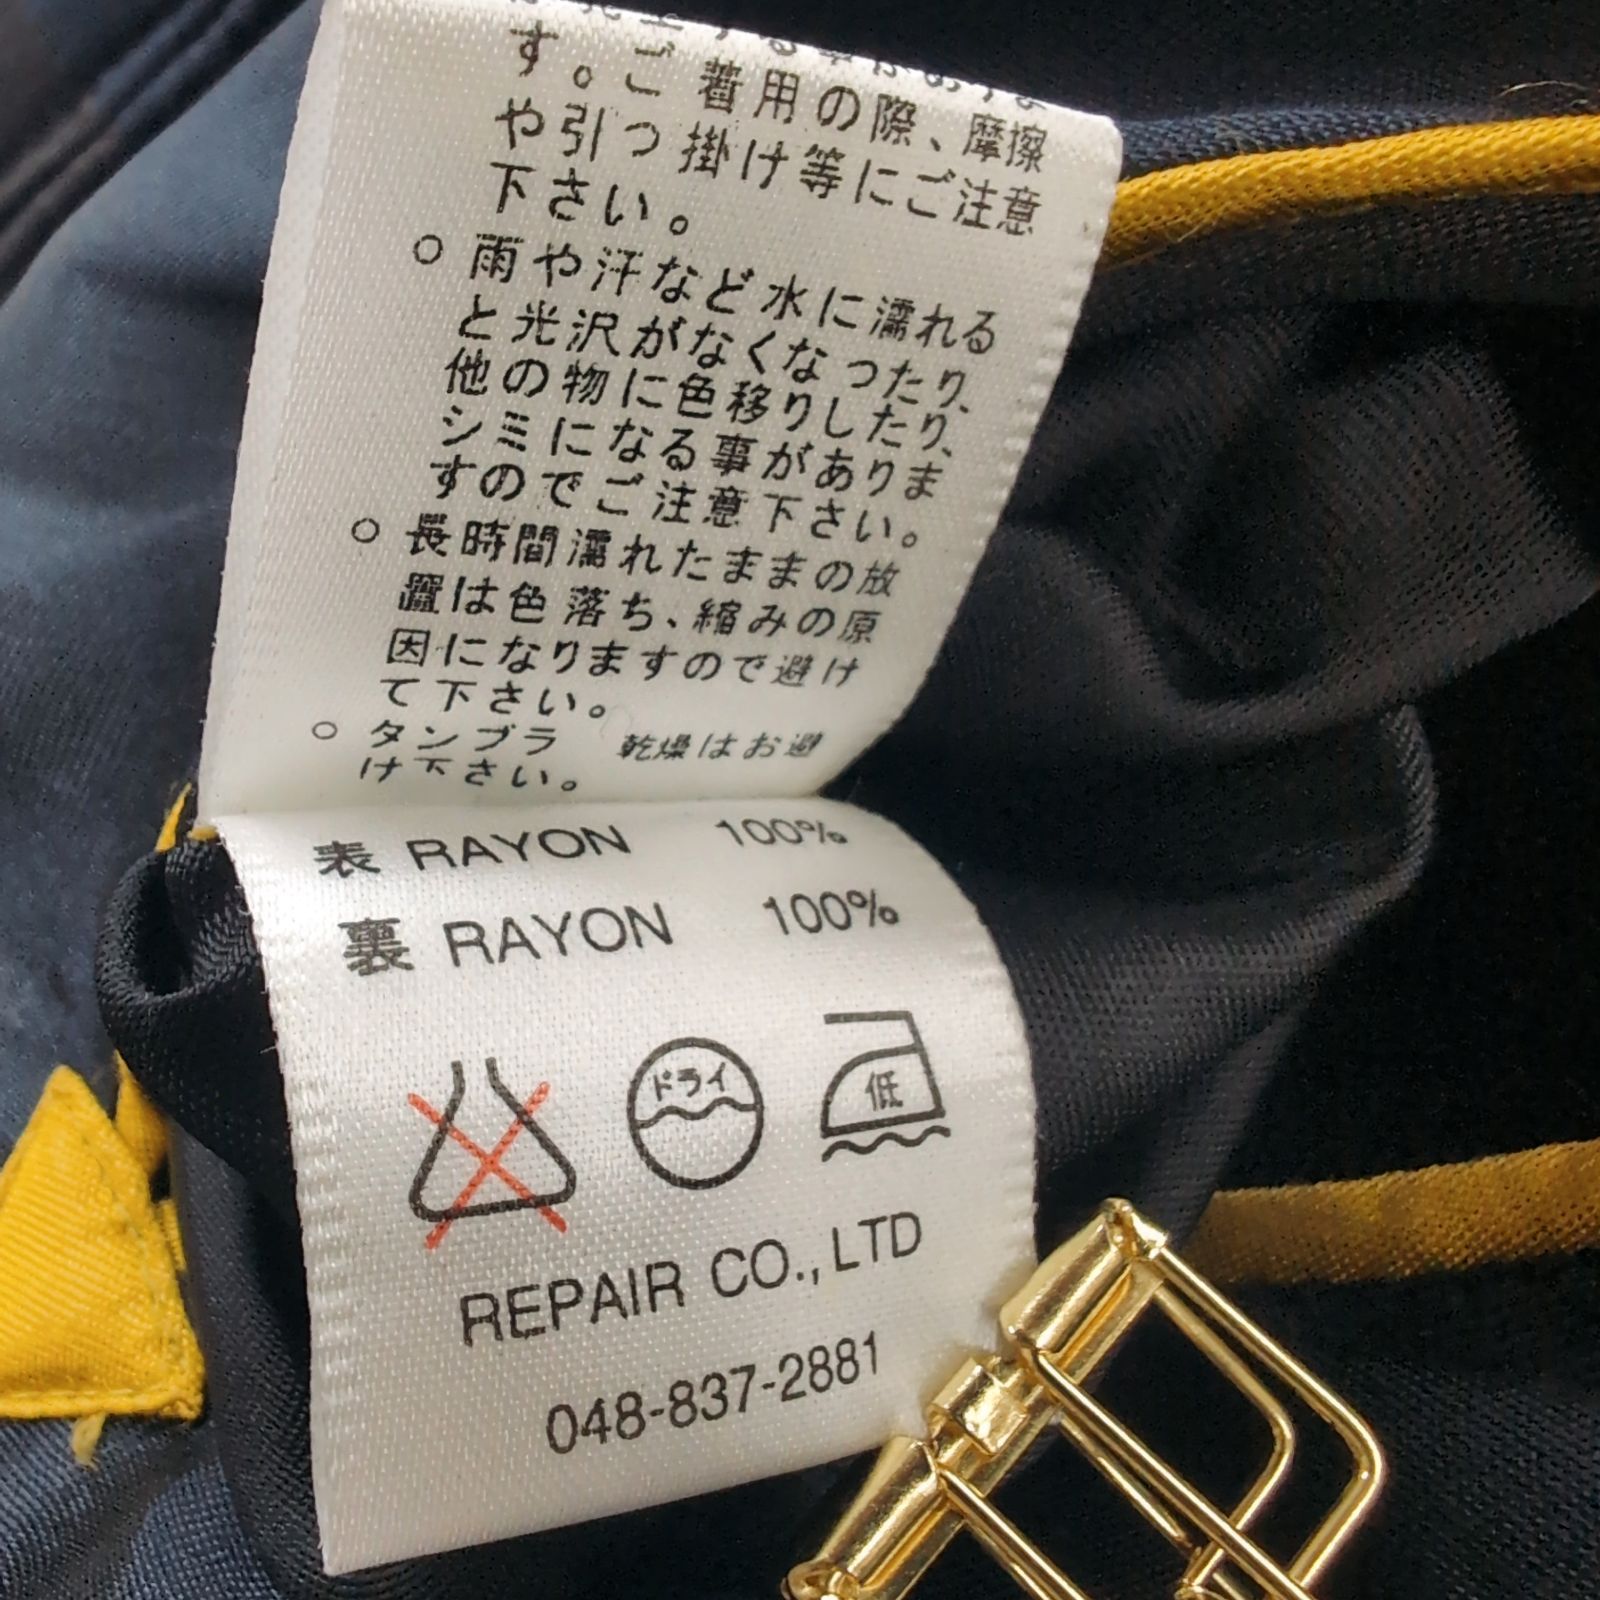 す。ご着用の際、摩擦
や引っ掛け等にご注意
下さい。
○ 雨や汗など水に濡れる
と光沢がなくなったり、
他の物に色移りしたり、
シミになる事がありま
すのでご注意下さい。
○ 長時間濡れたままの放
置は色落ち、縮みの原
因になりますので避け
て下さい。
○ タンブラ 乾燥はお避
け下さい。
表 RAYON 100%
裏 RAYON 100%
ドライ
低
REPAIR CO.,LTD
048-837-2881